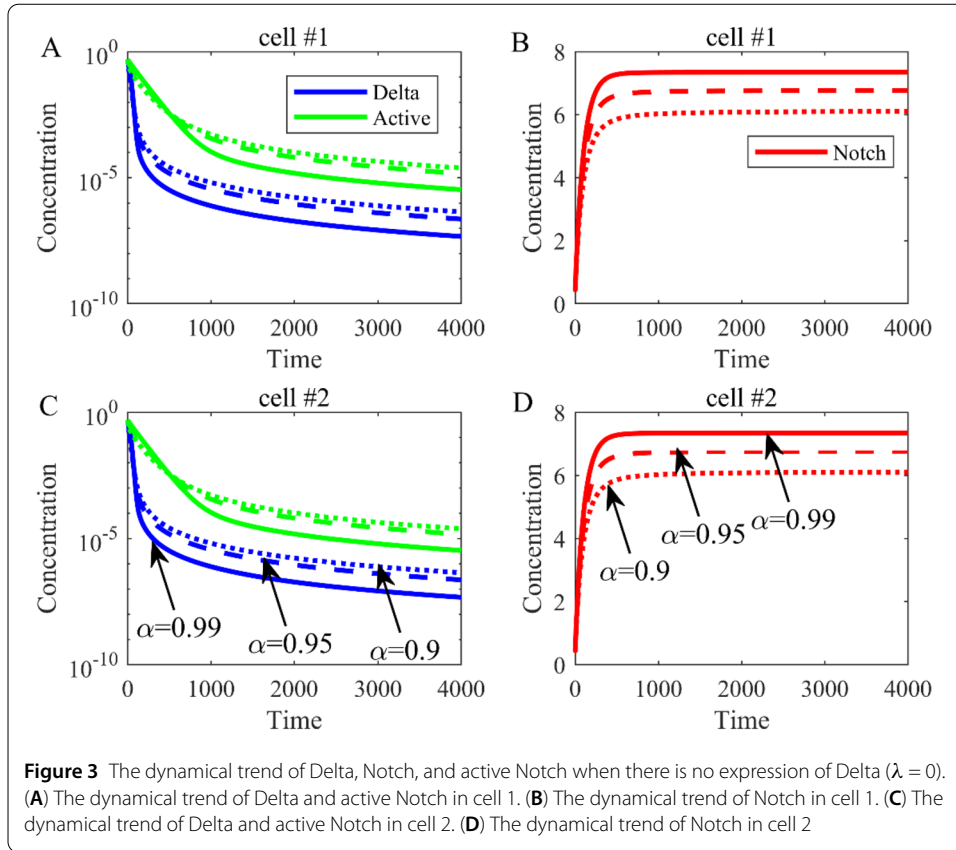 A
cell #1
10^0
10^-5
10^-10
Concentration
Delta
Active
0
1000
2000
3000
4000
Time
B
cell #1
8
6
4
2
0
Concentration
Notch
0
1000
2000
3000
4000
Time
C
cell #2
10^0
10^-5
10^-10
Concentration
α=0.99
α=0.95
α=0.9
0
1000
2000
3000
4000
Time
D
cell #2
8
6
4
2
0
Concentration
α=0.9
α=0.95
α=0.99
0
1000
2000
3000
4000
Time
Figure 3 The dynamical trend of Delta, Notch, and active Notch when there is no expression of Delta (λ = 0).
(A) The dynamical trend of Delta and active Notch in cell 1. (B) The dynamical trend of Notch in cell 1. (C) The
dynamical trend of Delta and active Notch in cell 2. (D) The dynamical trend of Notch in cell 2